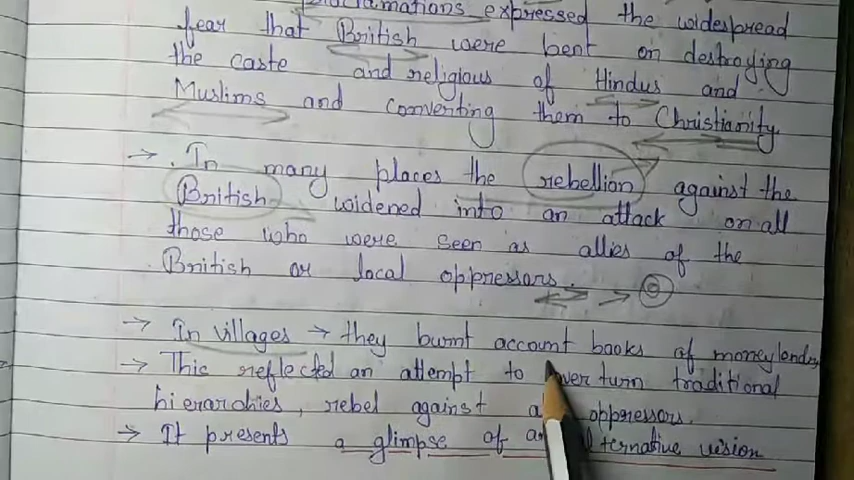 proclamations expressed the widespread
fear that British were bent on destroying
the caste and religious of Hindus and
Muslims and converting them to Christianity.
→ . In many places the rebellion against the
British widened into an attack on all
those who were seen as allies of the
British or local oppressors.
→ In villages → they burnt account books of moneylenders
→ This reflected an attempt to overturn traditional
hierarchies, rebel against oppressors.
→ It presents a glimpse of an alternative vision